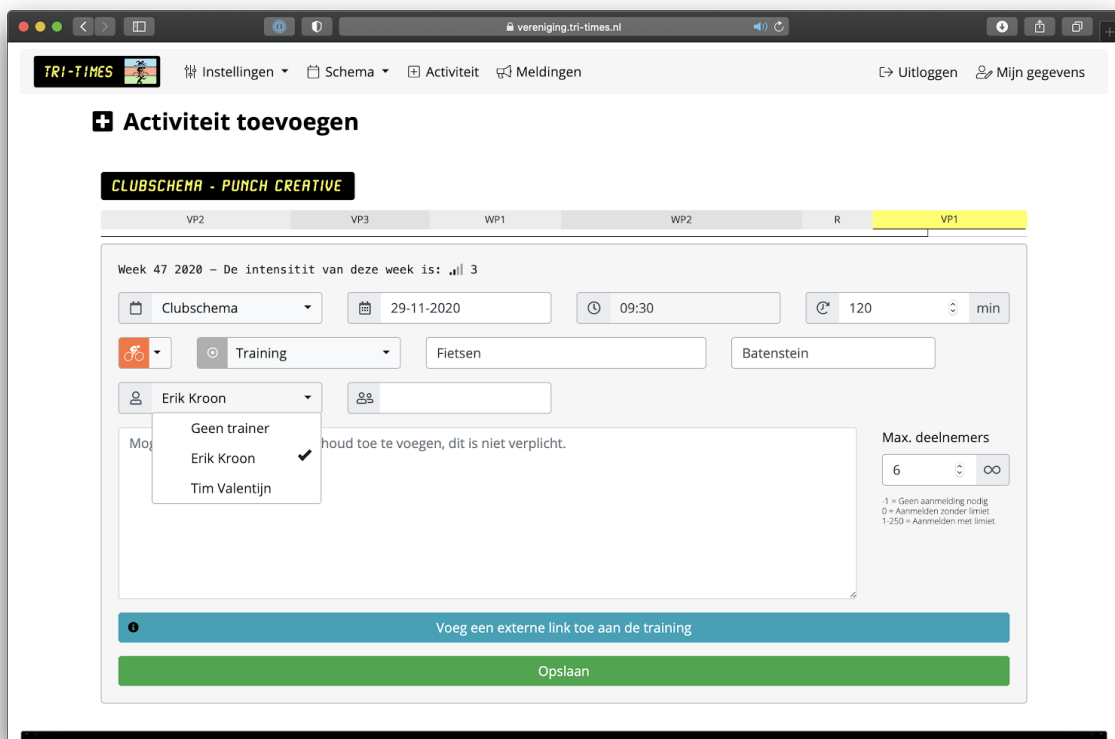 vereniging.tri-times.nl
TRI-TIMES Instellingen Schema Activiteit Meldingen Uitloggen Mijn gegevens
Activiteit toevoegen
CLUBSCHEMA - PUNCH CREATIVE
VP2 VP3 WP1 WP2 R VP1
Week 47 2020 – De intensitit van deze week is: 3
Clubschema 29-11-2020 09:30 120 min
Training Fietsen Batenstein
Erik Kroon
Geen trainer
Erik Kroon
Tim Valentijn
houd toe te voegen, dit is niet verplicht.
Max. deelnemers
6
-1 = Geen aanmelding nodig
0 = Aanmelden zonder limiet
1-250 = Aanmelden met limiet
Voeg een externe link toe aan de training
Opslaan